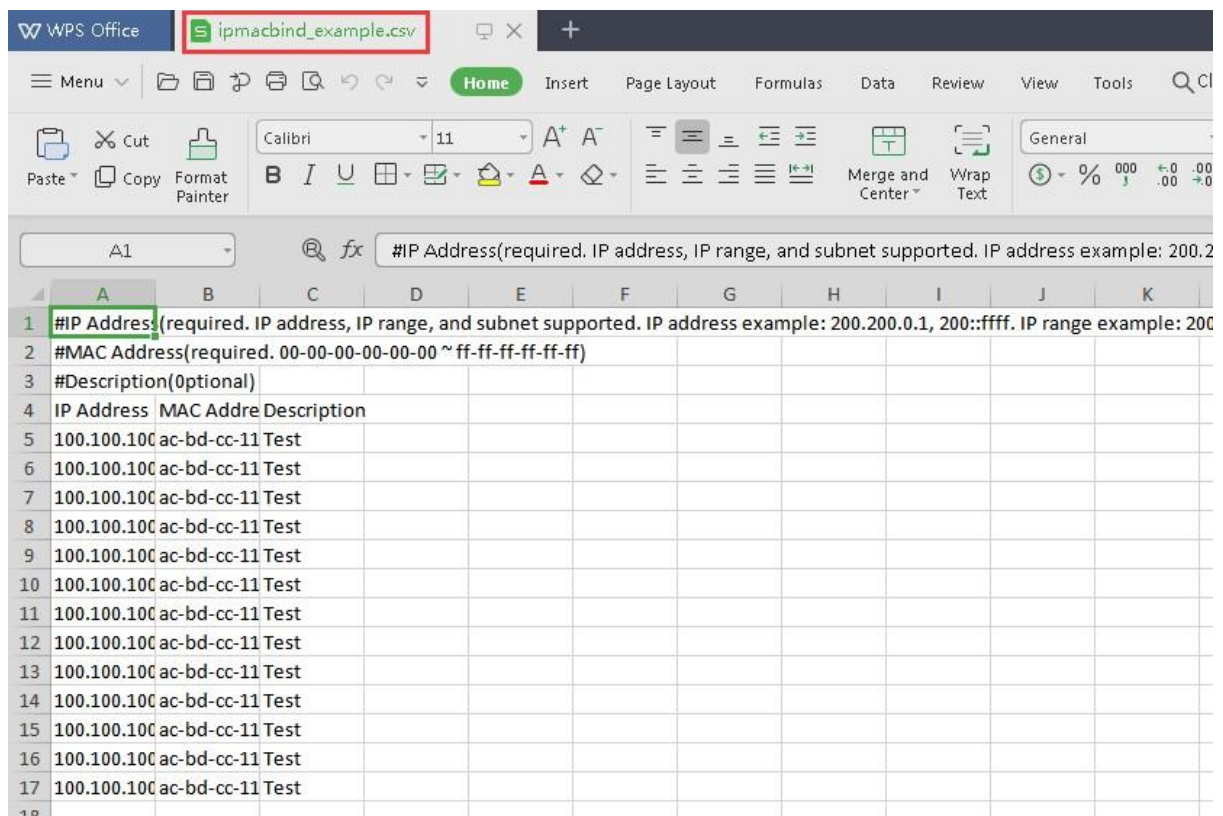 WPS Office
ipmacbind_example.csv
Menu
Home Insert Page Layout Formulas Data Review View Tools
Cut Calibri 11 A+ A- General
Paste Copy Format Painter B I U A Merge and Center Wrap Text % 000 .00
A1 fx #IP Address(required. IP address, IP range, and subnet supported. IP address example: 200.2
A B C D E F G H I J K
1 #IP Address(required. IP address, IP range, and subnet supported. IP address example: 200.200.0.1, 200::ffff. IP range example: 200
2 #MAC Address(required. 00-00-00-00-00-00 ~ ff-ff-ff-ff-ff-ff)
3 #Description(0ptional)
4 IP Address MAC Addre Description
5 100.100.100 ac-bd-cc-11 Test
6 100.100.100 ac-bd-cc-11 Test
7 100.100.100 ac-bd-cc-11 Test
8 100.100.100 ac-bd-cc-11 Test
9 100.100.100 ac-bd-cc-11 Test
10 100.100.100 ac-bd-cc-11 Test
11 100.100.100 ac-bd-cc-11 Test
12 100.100.100 ac-bd-cc-11 Test
13 100.100.100 ac-bd-cc-11 Test
14 100.100.100 ac-bd-cc-11 Test
15 100.100.100 ac-bd-cc-11 Test
16 100.100.100 ac-bd-cc-11 Test
17 100.100.100 ac-bd-cc-11 Test